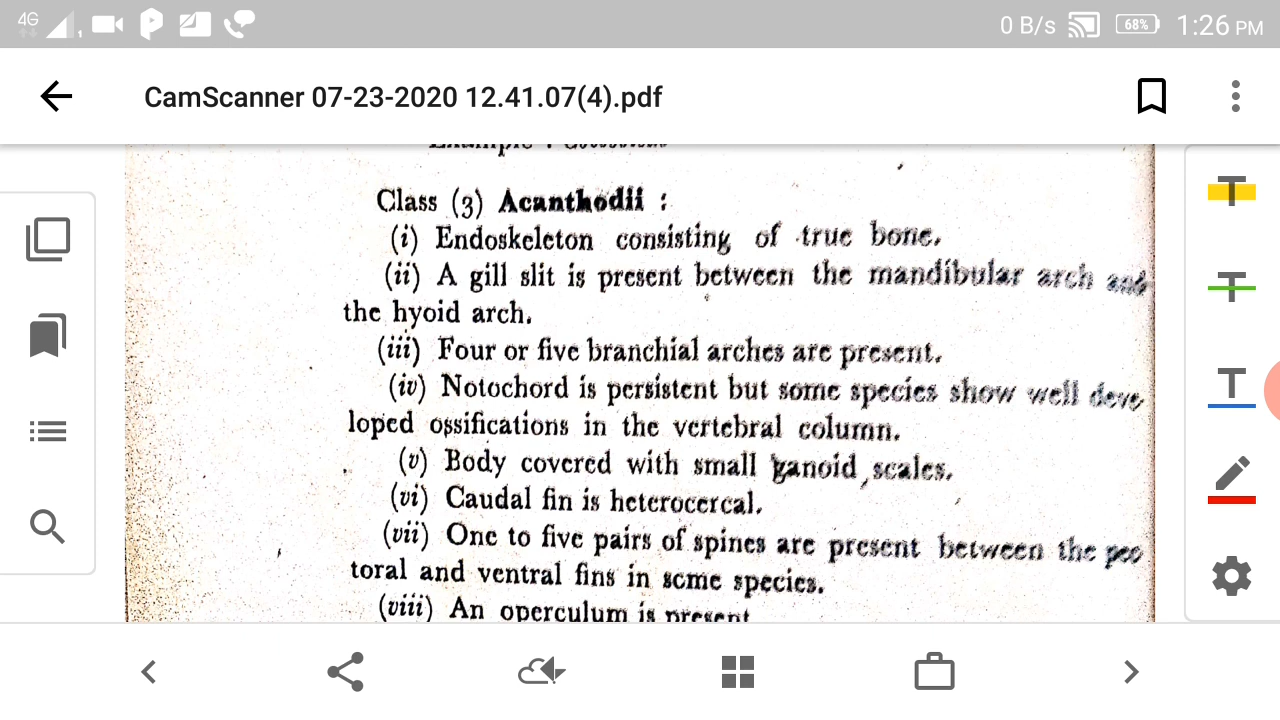 4G
0 B/s 68% 1:26 PM
CamScanner 07-23-2020 12.41.07(4).pdf
Class (3) Acanthodii :
(i) Endoskeleton consisting of true bone.
(ii) A gill slit is present between the mandibular arch and
the hyoid arch.
(iii) Four or five branchial arches are present.
(iv) Notochord is persistent but some species show well deve
loped ossifications in the vertebral column.
(v) Body covered with small ganoid scales.
(vi) Caudal fin is heterocercal.
(vii) One to five pairs of spines are present between the pec
toral and ventral fins in some species.
(viii) An operculum is present